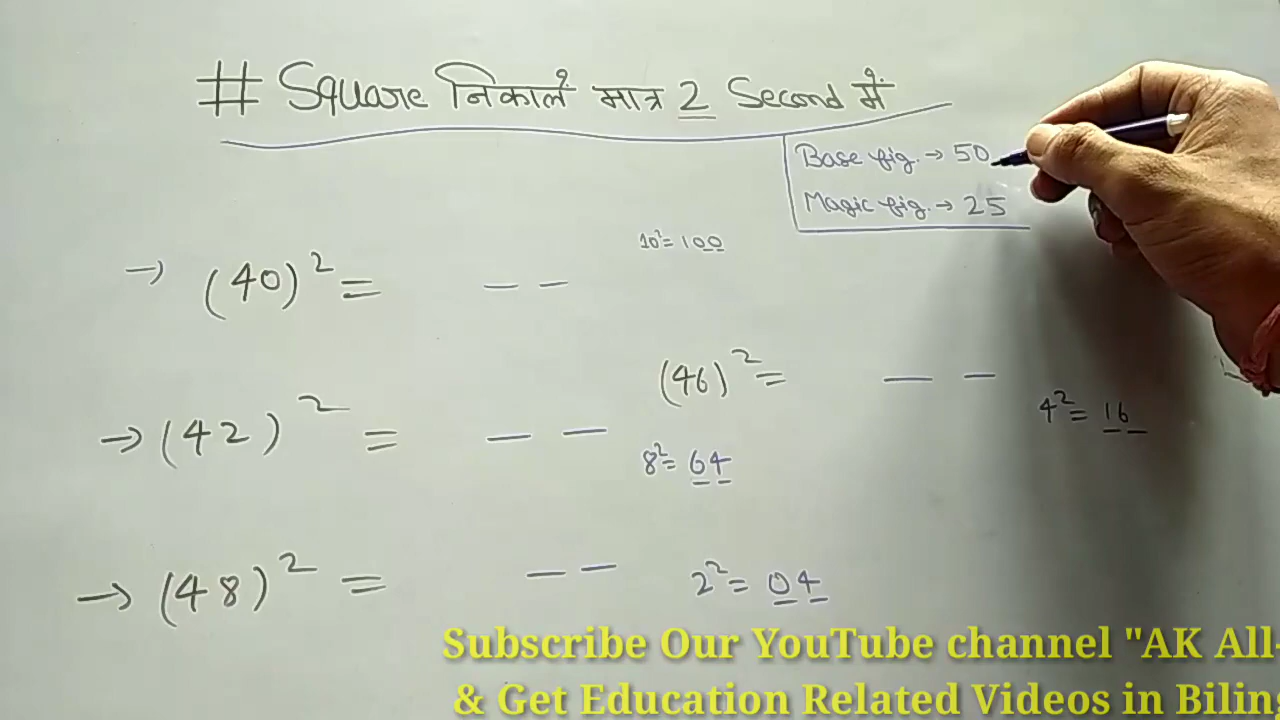 # Square निकालें मात्र 2 Second में
Base fig. → 50
Magic fig. → 25
10²= 100
→ (40)² = _ _
(46)² = _ _
4²= 16
→ (42)² = _ _
8²= 64
→ (48)² = _ _
2²= 04
Subscribe Our YouTube channel "AK All-
& Get Education Related Videos in Biling